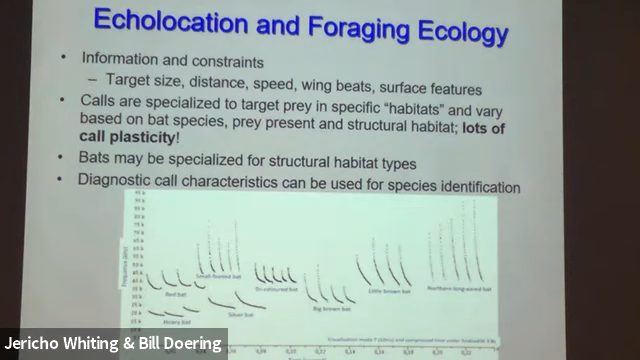 Echolocation and Foraging Ecology
• Information and constraints
– Target size, distance, speed, wing beats, surface features
• Calls are specialized to target prey in specific “habitats” and vary
based on bat species, prey present and structural habitat; lots of
call plasticity!
• Bats may be specialized for structural habitat types
• Diagnostic call characteristics can be used for species identification
Small-footed bat
Red bat
Tri-coloured bat
Little brown bat
Northern long-eared bat
Hoary bat
Silver bat
Big brown bat
Jericho Whiting & Bill Doering